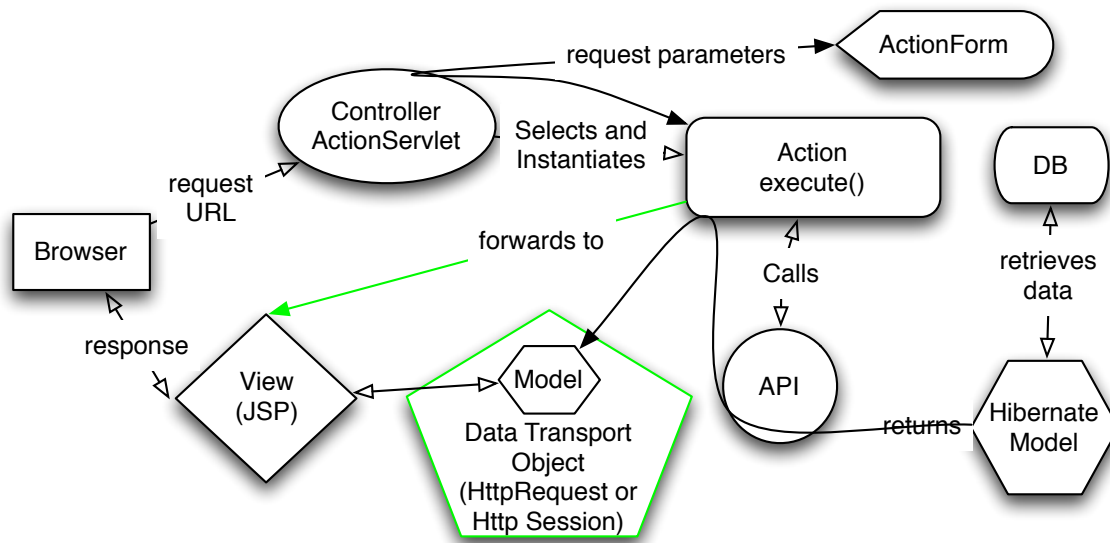 request parameters
ActionForm
Controller
ActionServlet
Selects and
Instantiates
Action
execute()
DB
request
URL
Browser
forwards to
Calls
retrieves
data
response
View
(JSP)
Model
API
Hibernate
Model
returns
Data Transport
Object
(HttpRequest or
Http Session)